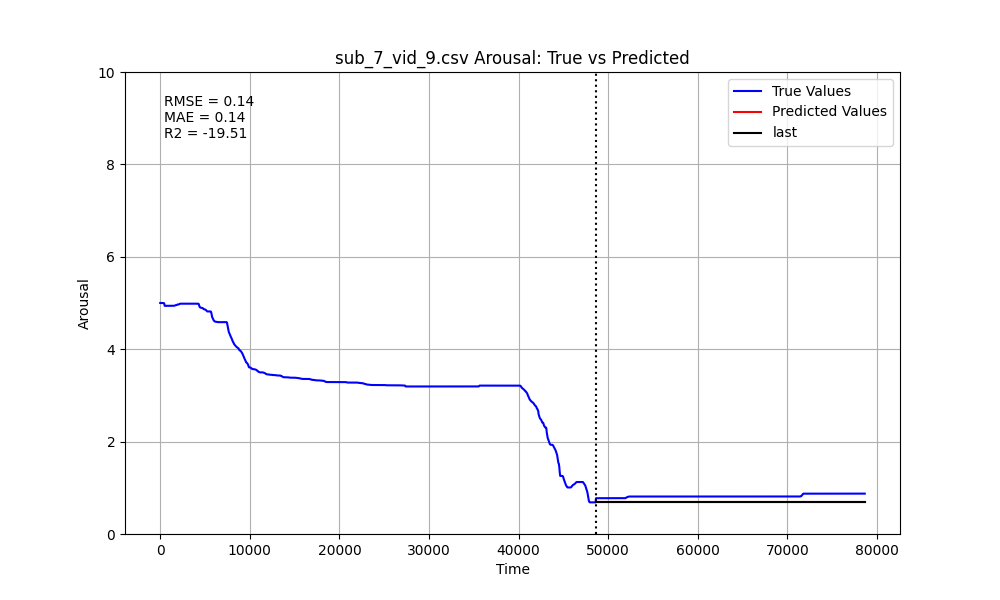 sub_7_vid_9.csv Arousal: True vs Predicted
RMSE = 0.14
MAE = 0.14
R2 = -19.51
True Values
Predicted Values
last
Arousal
10
8
6
4
2
0
0 10000 20000 30000 40000 50000 60000 70000 80000
Time